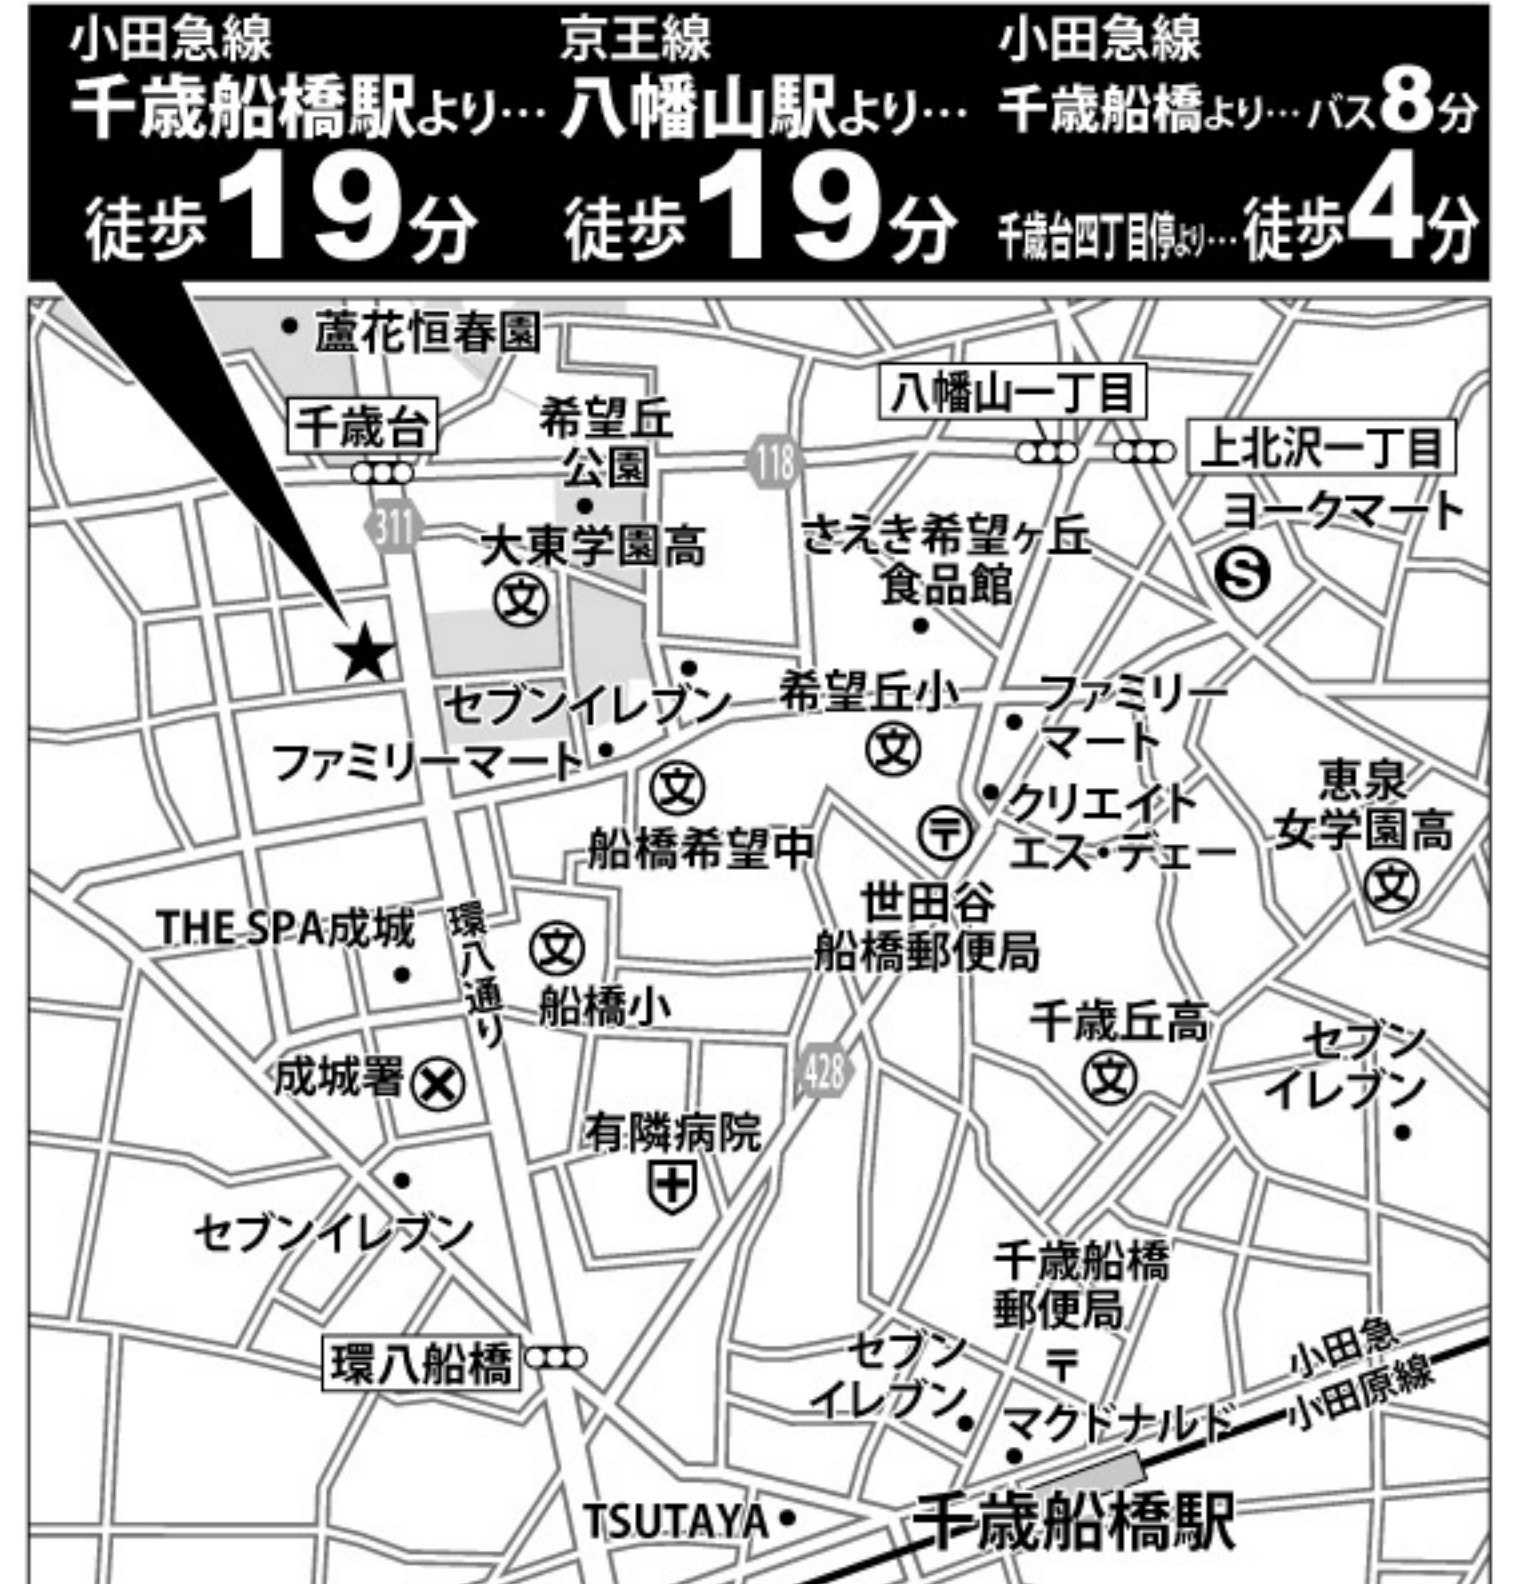 小田急線
千歳船橋駅より…
徒歩19分
京王線
八幡山駅より…
徒歩19分
小田急線
千歳船橋より…バス8分
千歳台四丁目停より…徒歩4分
蘆花恒春園
千歳台
希望丘
公園
118
八幡山一丁目
上北沢一丁目
ヨークマート
S
311
大東学園高
文
さえき希望ヶ丘
食品館
セブンイレブン
ファミリーマート
希望丘小
文
ファミリー
マート
クリエイト
エス・デェー
恵泉
女学園高
文
文
船橋希望中
〒
世田谷
船橋郵便局
THE SPA成城
環八通り
文
船橋小
千歳丘高
文
セブン
イレブン
成城署
428
有隣病院
セブンイレブン
千歳船橋
郵便局
〒
環八船橋
セブン
イレブン
マクドナルド
小田急
小田原線
TSUTAYA
千歳船橋駅